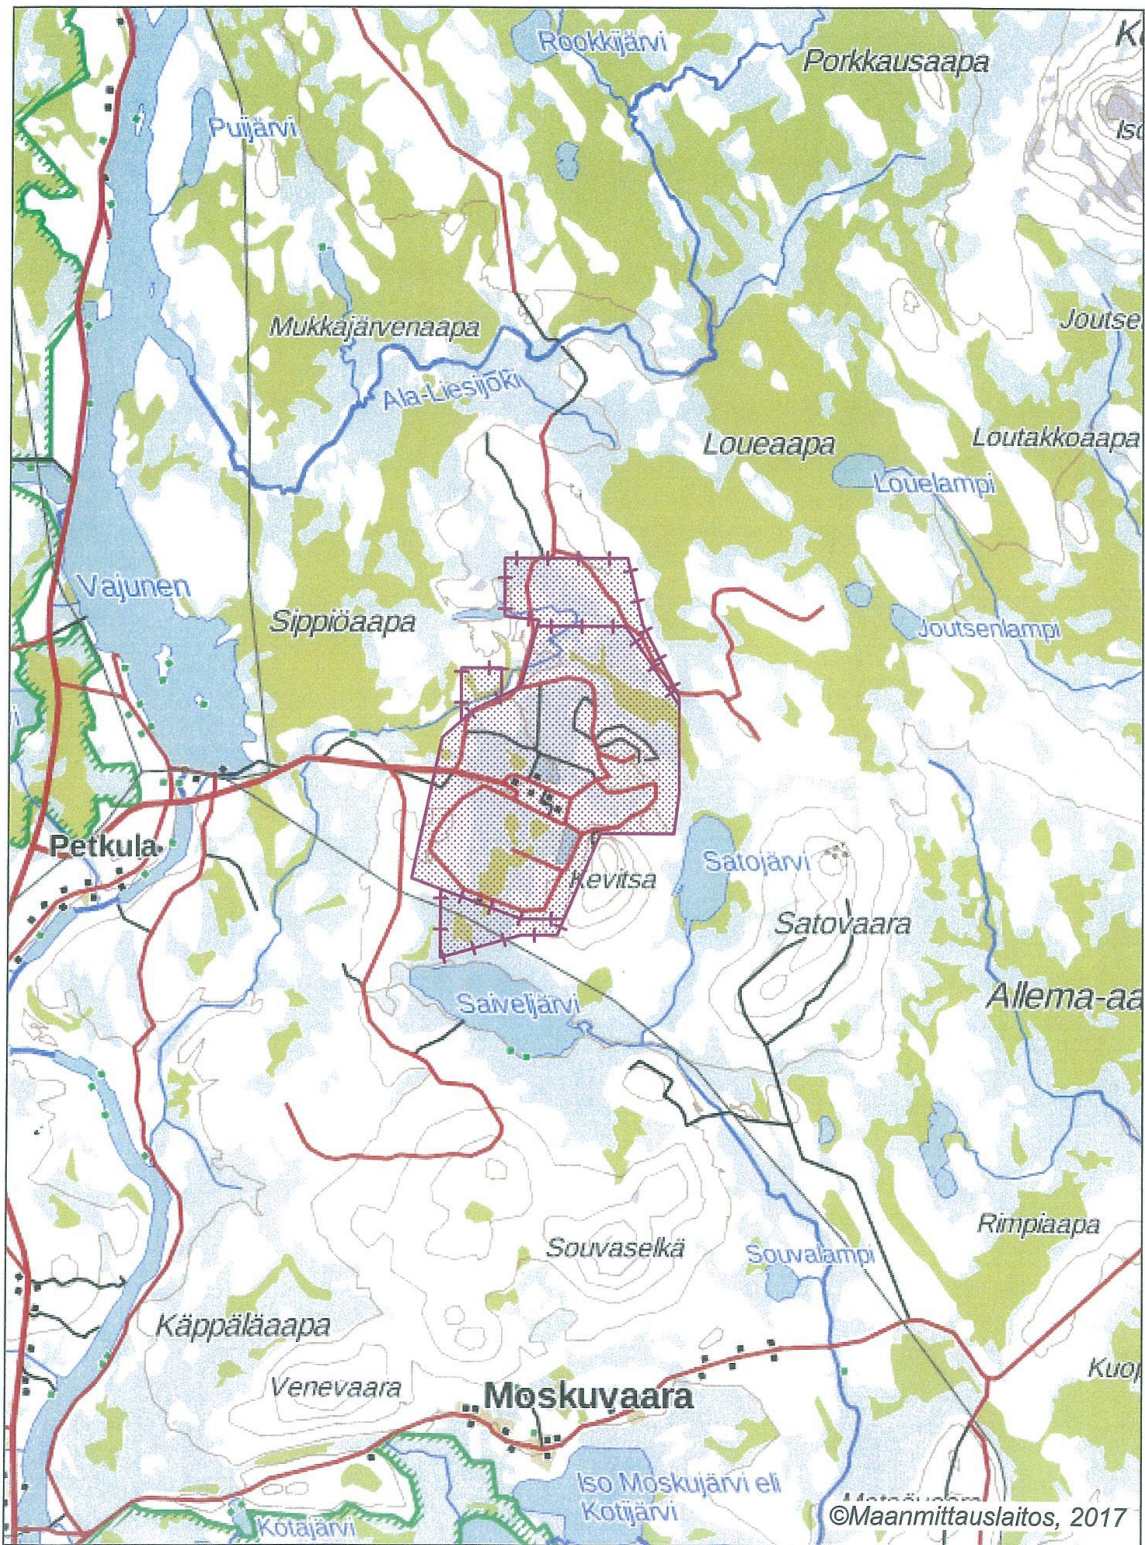 Rookkijärvi
Porkkausaapa
Puijärvi
Mukkajärvenaapa
Ala-Liesijoki
Loueaapa
Loutakkoaapa
Louelampi
Vajunen
Sippiöaapa
Joutsenlampi
Petkula
Kevitsa
Satojärvi
Satovaara
Saiveljärvi
Rimpiaapa
Souvaselkä
Souvalampi
Käppäläaapa
Venevaara
Moskuvaara
Iso Moskujärvi eli
Kotijärvi
Kotajärvi
©Maanmittauslaitos, 2017